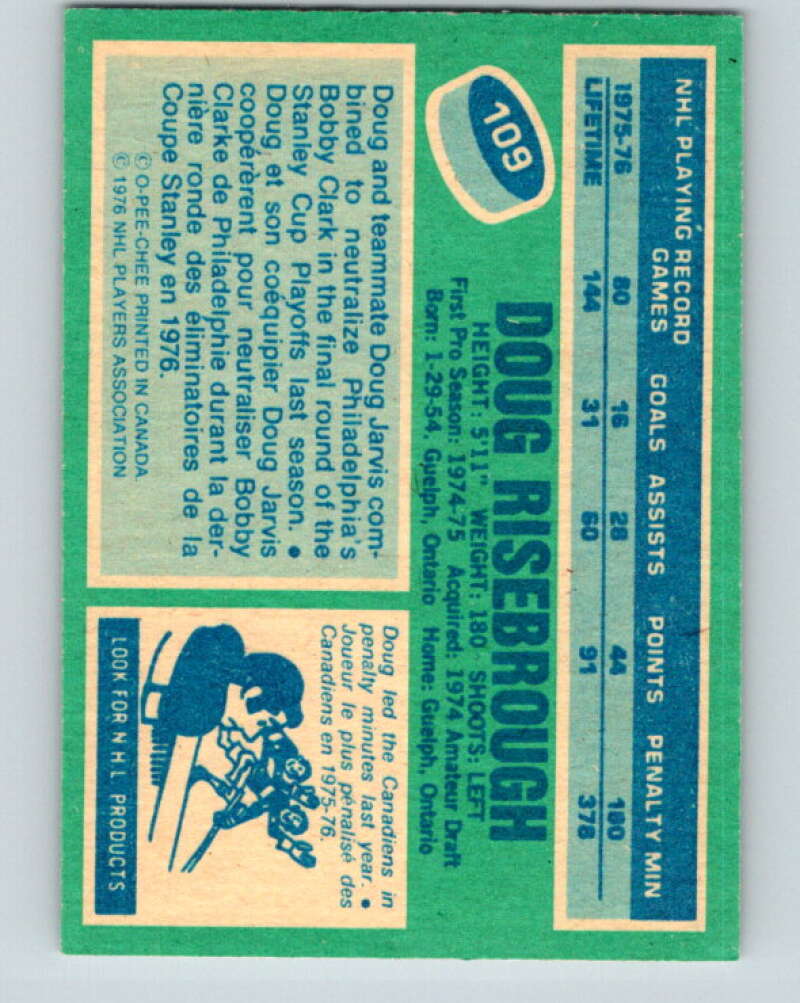 NHL PLAYING RECORD
GAMES GOALS ASSISTS POINTS PENALTY MIN
1975-76 80 16 28 44 180
LIFETIME 144 31 60 91 378
109
DOUG RISEBROUGH
HEIGHT: 5'11" WEIGHT: 180 SHOOTS: LEFT
First Pro Season: 1974-75 Acquired: 1974 Amateur Draft
Born: 1-29-54, Guelph, Ontario Home: Guelph, Ontario
Doug and teammate Doug Jarvis com-
bined to neutralize Philadelphia's
Bobby Clark in the final round of the
Stanley Cup Playoffs last season. •
Doug et son coéquipier Doug Jarvis
coopérèrent pour neutraliser Bobby
Clarke de Philadelphie durant la der-
nière ronde des éliminatoires de la
Coupe Stanley en 1976.
© O-PEE-CHEE PRINTED IN CANADA.
© 1976 NHL PLAYERS ASSOCIATION
Doug led the Canadiens in
penalty minutes last year. •
Joueur le plus pénalisé des
Canadiens en 1975-76.
LOOK FOR NHL PRODUCTS